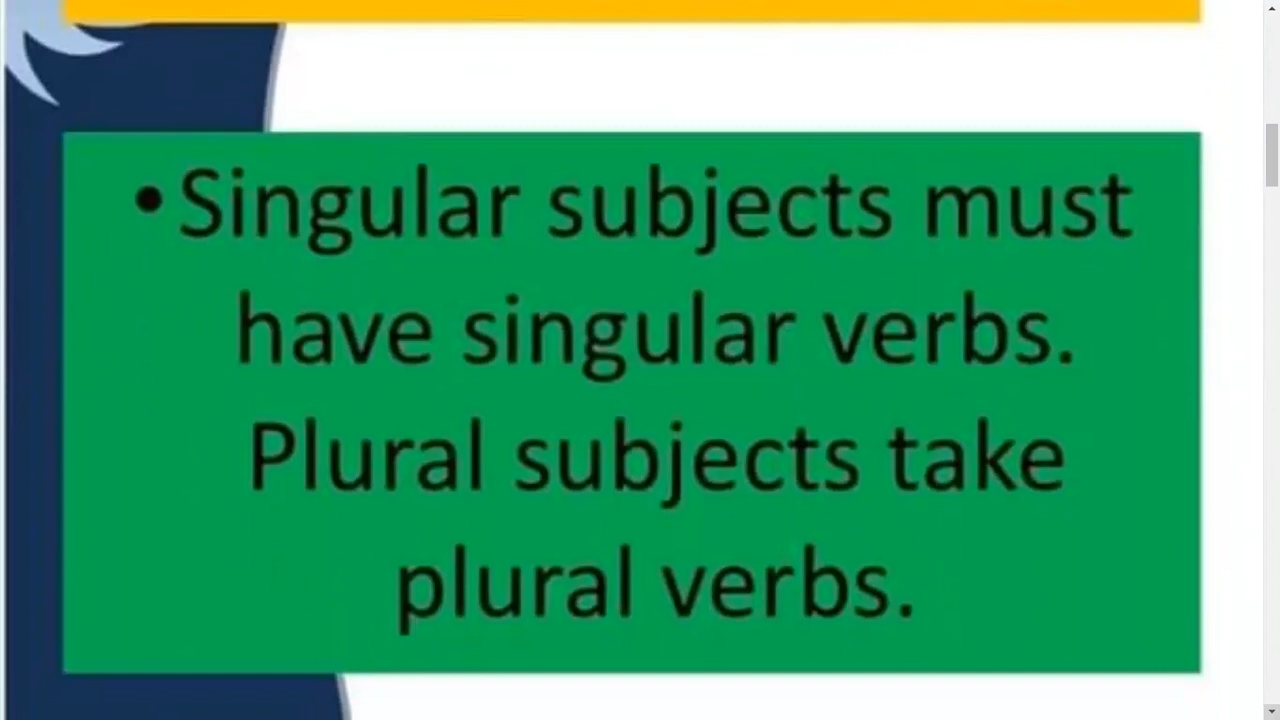 •Singular subjects must
have singular verbs.
Plural subjects take
plural verbs.